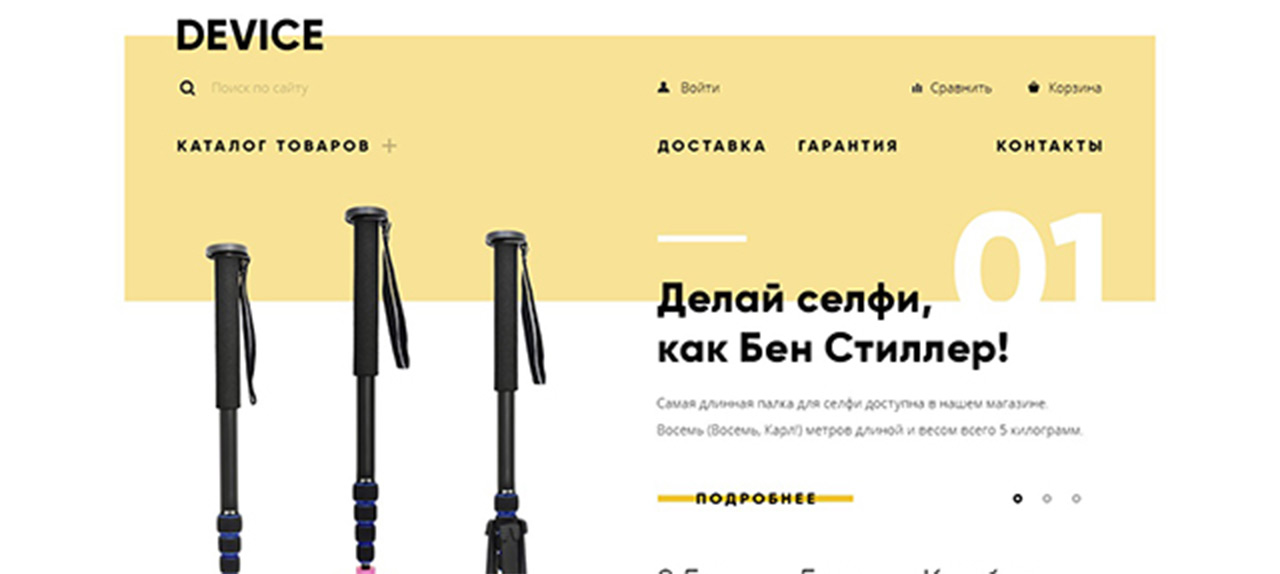 DEVICE
Поиск по сайту
Войти
Сравнить
Корзина
КАТАЛОГ ТОВАРОВ +
ДОСТАВКА
ГАРАНТИЯ
КОНТАКТЫ
01
Делай селфи,
как Бен Стиллер!
Самая длинная палка для селфи доступна в нашем магазине.
Восемь (Восемь, Карл!) метров длиной и весом всего 5 килограмм.
ПОДРОБНЕЕ